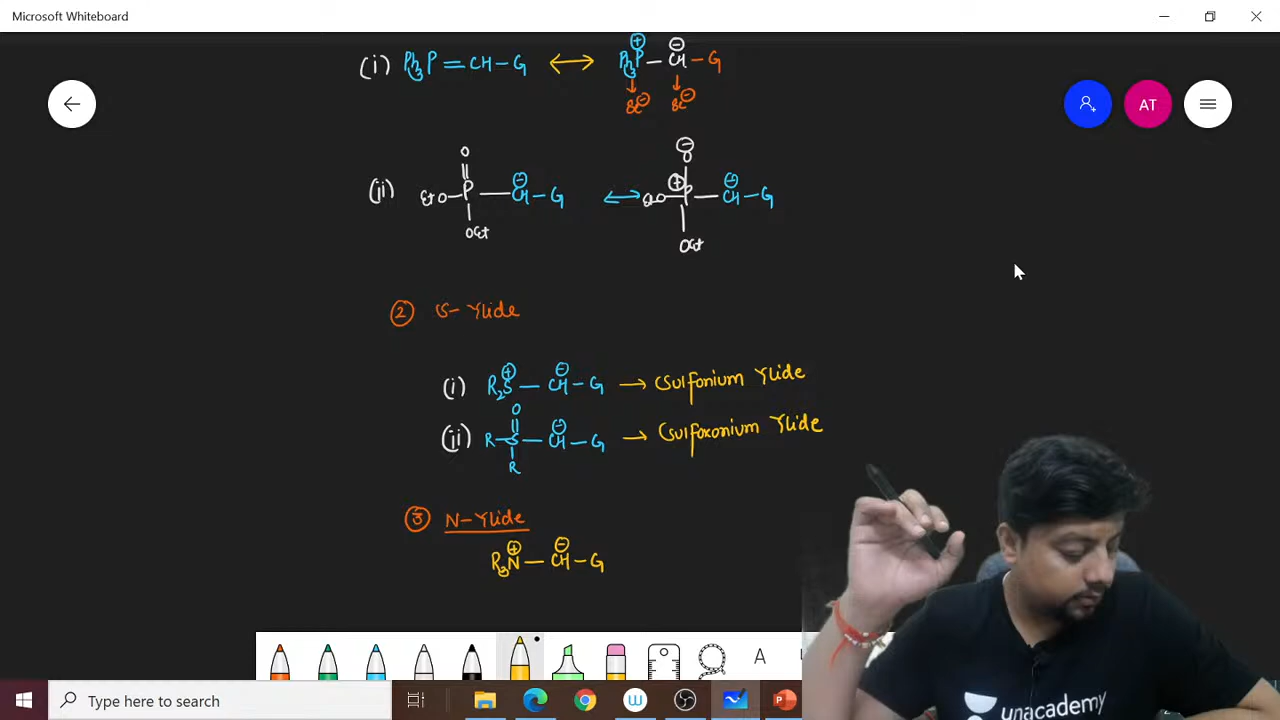 Microsoft Whiteboard
(i) Ph₃P = CH - G ⟷ Ph₃P⊕ - CH⊖ - G
AT
(ii) EtO - P(=O)(OEt) - CH⊖ - G ⟷ P⊕(O⊖)(OEt) - CH⊖ - G
② S- Ylide
(i) R₂S⊕ - CH⊖ - G → Sulfonium Ylide
(ii) R - S(=O)(R) - CH⊖ - G → Sulfoxonium Ylide
③ N-Ylide
R₃N⊕ - CH⊖ - G
A
Type here to search
unacademy